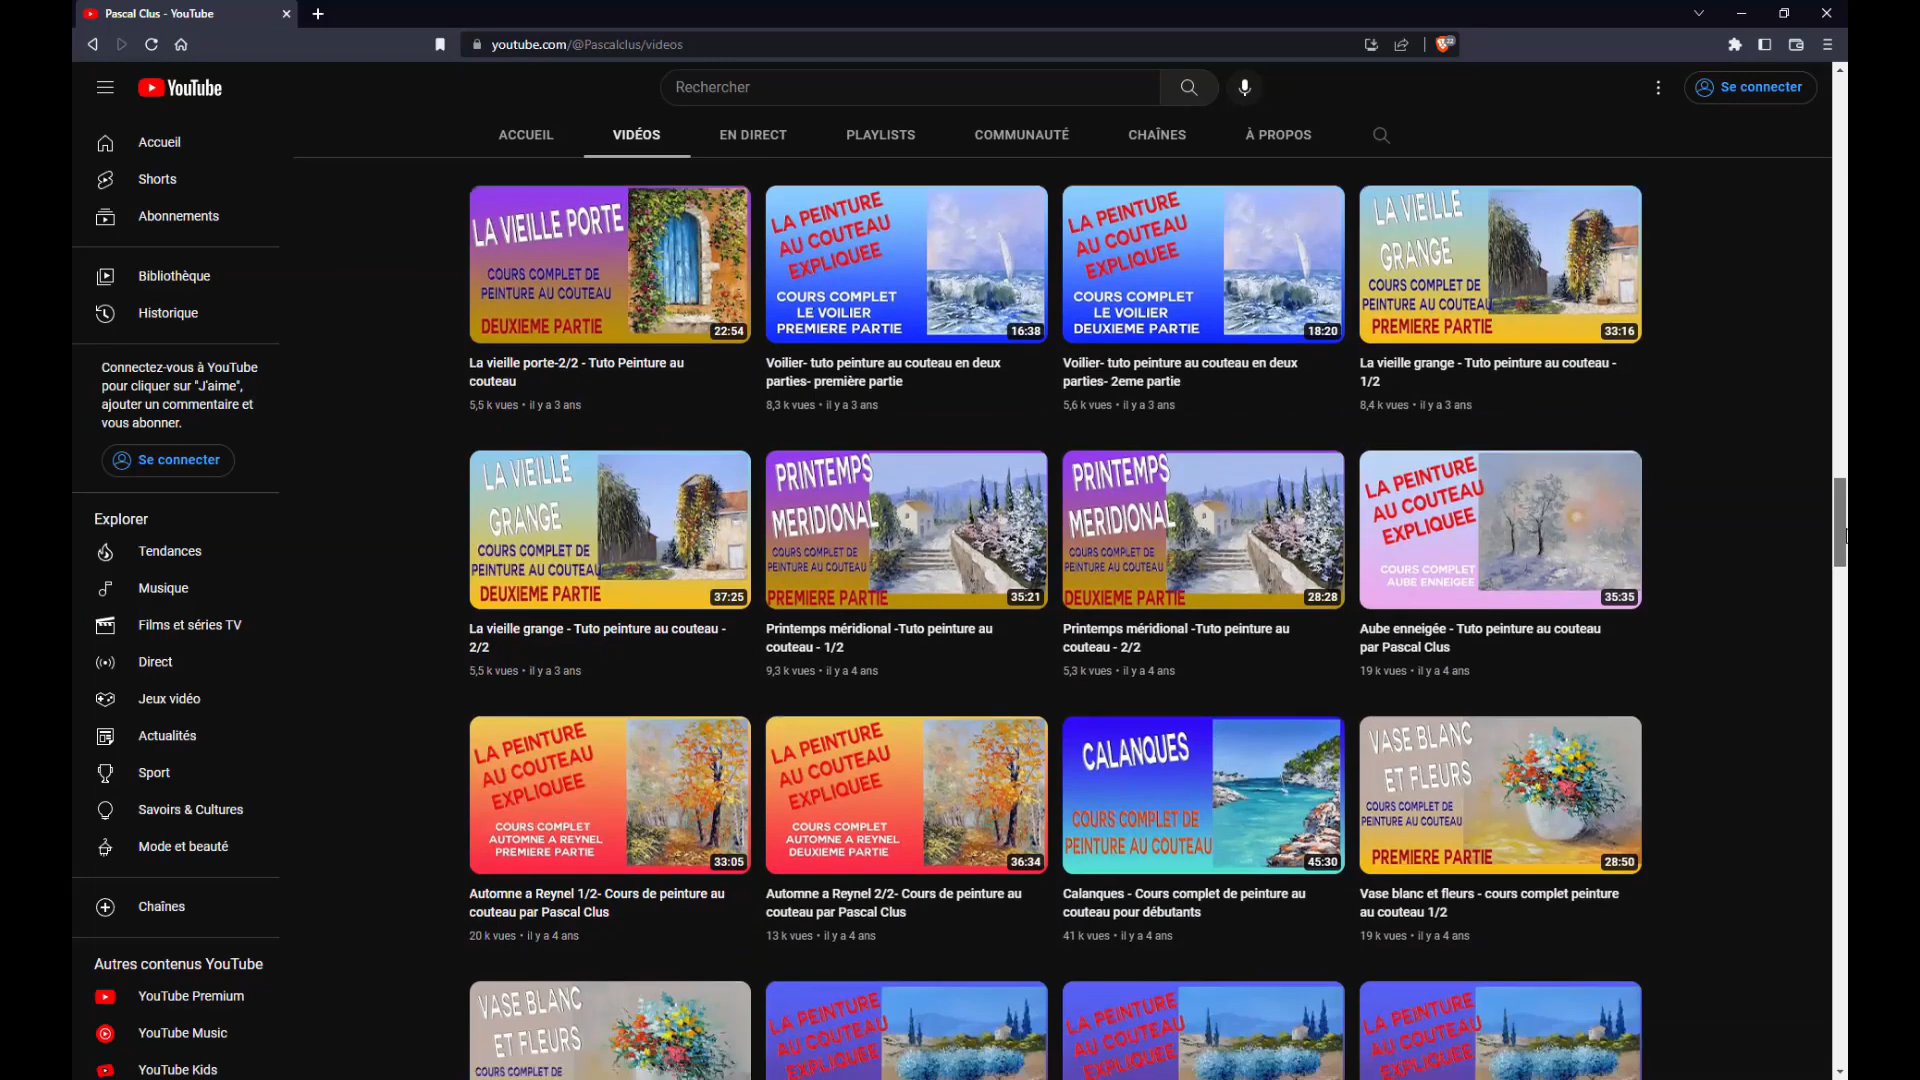 Pascal Clus - YouTube
youtube.com/@Pascalclus/videos
22
YouTube
Rechercher
Se connecter
ACCUEIL
VIDÉOS
EN DIRECT
PLAYLISTS
COMMUNAUTÉ
CHAÎNES
À PROPOS
Accueil
Shorts
Abonnements
Bibliothèque
Historique
Connectez-vous à YouTube
pour cliquer sur "J'aime",
ajouter un commentaire et
vous abonner.
Se connecter
Explorer
Tendances
Musique
Films et séries TV
Direct
Jeux vidéo
Actualités
Sport
Savoirs & Cultures
Mode et beauté
Chaînes
Autres contenus YouTube
YouTube Premium
YouTube Music
YouTube Kids
LA VIEILLE PORTE
COURS COMPLET DE
PEINTURE AU COUTEAU
DEUXIEME PARTIE
22:54
La vieille porte-2/2 - Tuto Peinture au
couteau
5,5 k vues • il y a 3 ans
LA PEINTURE
AU COUTEAU
EXPLIQUEE
COURS COMPLET
LE VOILIER
PREMIERE PARTIE
16:38
Voilier- tuto peinture au couteau en deux
parties- première partie
8,3 k vues • il y a 3 ans
LA PEINTURE
AU COUTEAU
EXPLIQUEE
COURS COMPLET
LE VOILIER
DEUXIEME PARTIE
18:20
Voilier- tuto peinture au couteau en deux
parties- 2eme partie
5,6 k vues • il y a 3 ans
LA VIEILLE
GRANGE
COURS COMPLET DE
PEINTURE AU COUTEAU
PREMIERE PARTIE
33:16
La vieille grange - Tuto peinture au couteau -
1/2
8,4 k vues • il y a 3 ans
LA VIEILLE
GRANGE
COURS COMPLET DE
PEINTURE AU COUTEAU
DEUXIEME PARTIE
37:25
La vieille grange - Tuto peinture au couteau -
2/2
5,5 k vues • il y a 3 ans
PRINTEMPS
MERIDIONAL
COURS COMPLET DE
PEINTURE AU COUTEAU
PREMIERE PARTIE
35:21
Printemps méridional -Tuto peinture au
couteau - 1/2
9,3 k vues • il y a 4 ans
PRINTEMPS
MERIDIONAL
COURS COMPLET DE
PEINTURE AU COUTEAU
DEUXIEME PARTIE
28:28
Printemps méridional -Tuto peinture au
couteau - 2/2
5,3 k vues • il y a 4 ans
LA PEINTURE
AU COUTEAU
EXPLIQUEE
COURS COMPLET
AUBE ENNEIGEE
35:35
Aube enneigée - Tuto peinture au couteau
par Pascal Clus
19 k vues • il y a 4 ans
LA PEINTURE
AU COUTEAU
EXPLIQUEE
COURS COMPLET
AUTOMNE A REYNEL
PREMIERE PARTIE
33:05
Automne a Reynel 1/2- Cours de peinture au
couteau par Pascal Clus
20 k vues • il y a 4 ans
LA PEINTURE
AU COUTEAU
EXPLIQUEE
COURS COMPLET
AUTOMNE A REYNEL
DEUXIEME PARTIE
36:34
Automne a Reynel 2/2- Cours de peinture au
couteau par Pascal Clus
13 k vues • il y a 4 ans
CALANQUES
COURS COMPLET DE
PEINTURE AU COUTEAU
45:30
Calanques - Cours complet de peinture au
couteau pour débutants
41 k vues • il y a 4 ans
VASE BLANC
ET FLEURS
COURS COMPLET DE
PEINTURE AU COUTEAU
PREMIERE PARTIE
28:50
Vase blanc et fleurs - cours complet peinture
au couteau 1/2
19 k vues • il y a 4 ans
VASE BLANC
ET FLEURS
COURS COMPLET DE
LA PEINTURE
AU COUTEAU
EXPLIQUEE
LA PEINTURE
AU COUTEAU
EXPLIQUEE
LA PEINTURE
AU COUTEAU
EXPLIQUEE